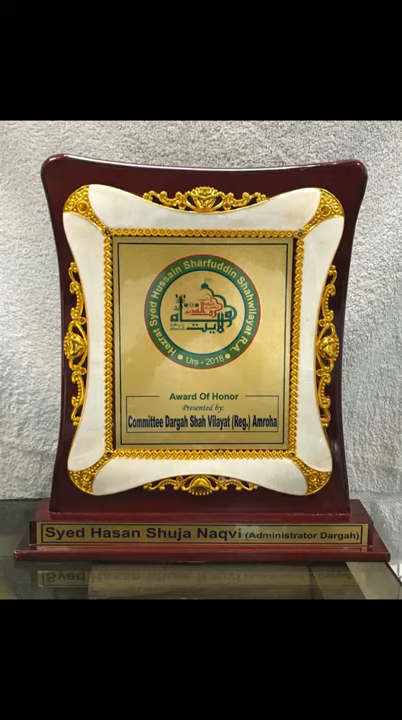 Hazrat Syed Hussain Sharfuddin Shahwilayat R.A.
Urs - 2018
Award Of Honor
Presented by:
Committee Dargah Shah Vilayat (Reg.) Amroha
Syed Hasan Shuja Naqvi (Administrator Dargah)